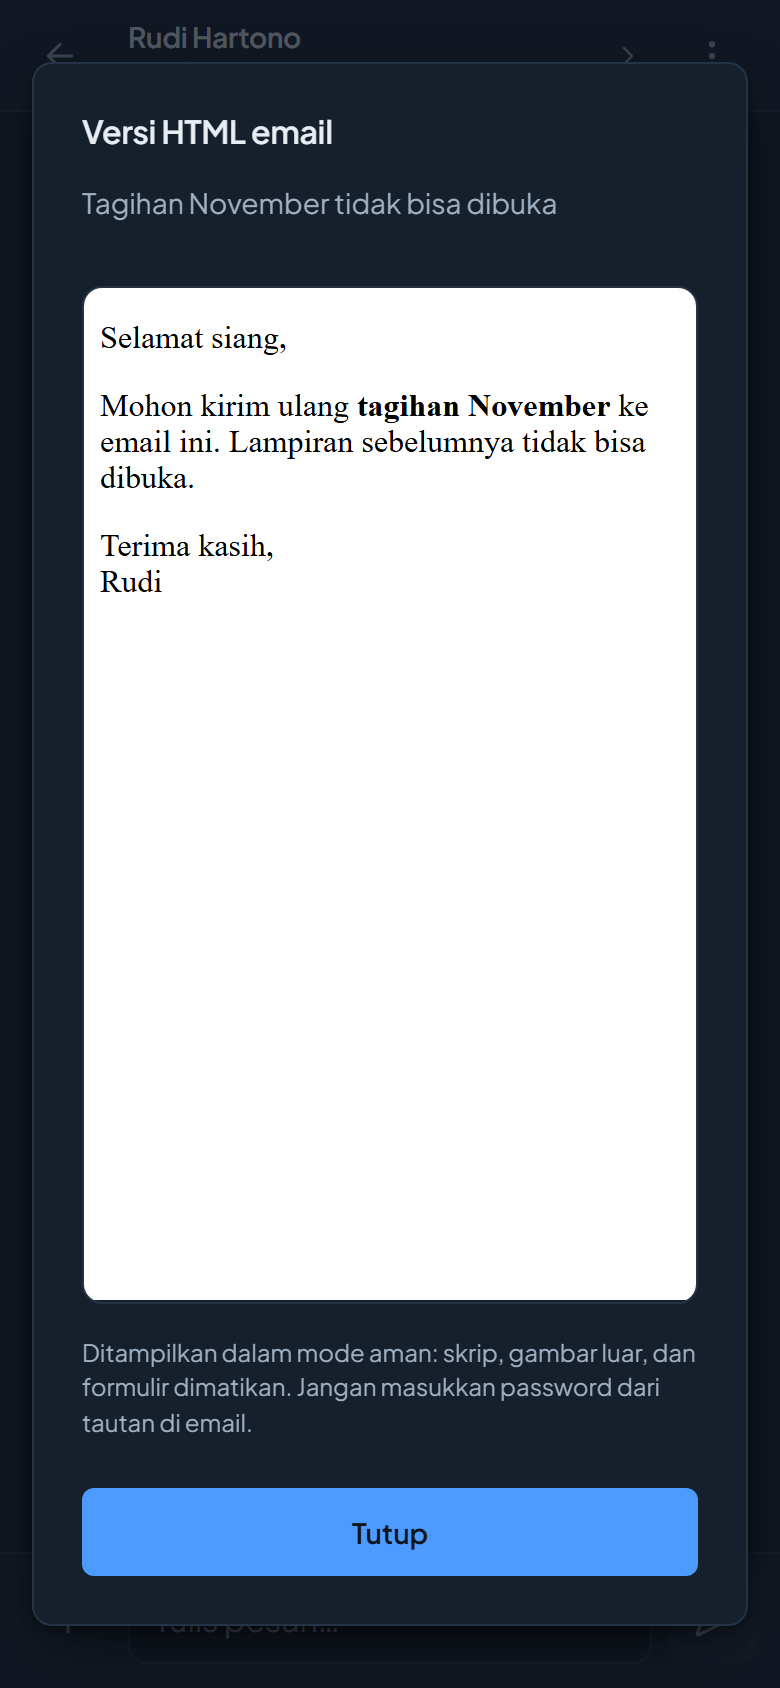 Rudi Hartono
Versi HTML email
Tagihan November tidak bisa dibuka
Selamat siang,
Mohon kirim ulang tagihan November ke
email ini. Lampiran sebelumnya tidak bisa
dibuka.
Terima kasih,
Rudi
Ditampilkan dalam mode aman: skrip, gambar luar, dan
formulir dimatikan. Jangan masukkan password dari
tautan di email.
Tutup